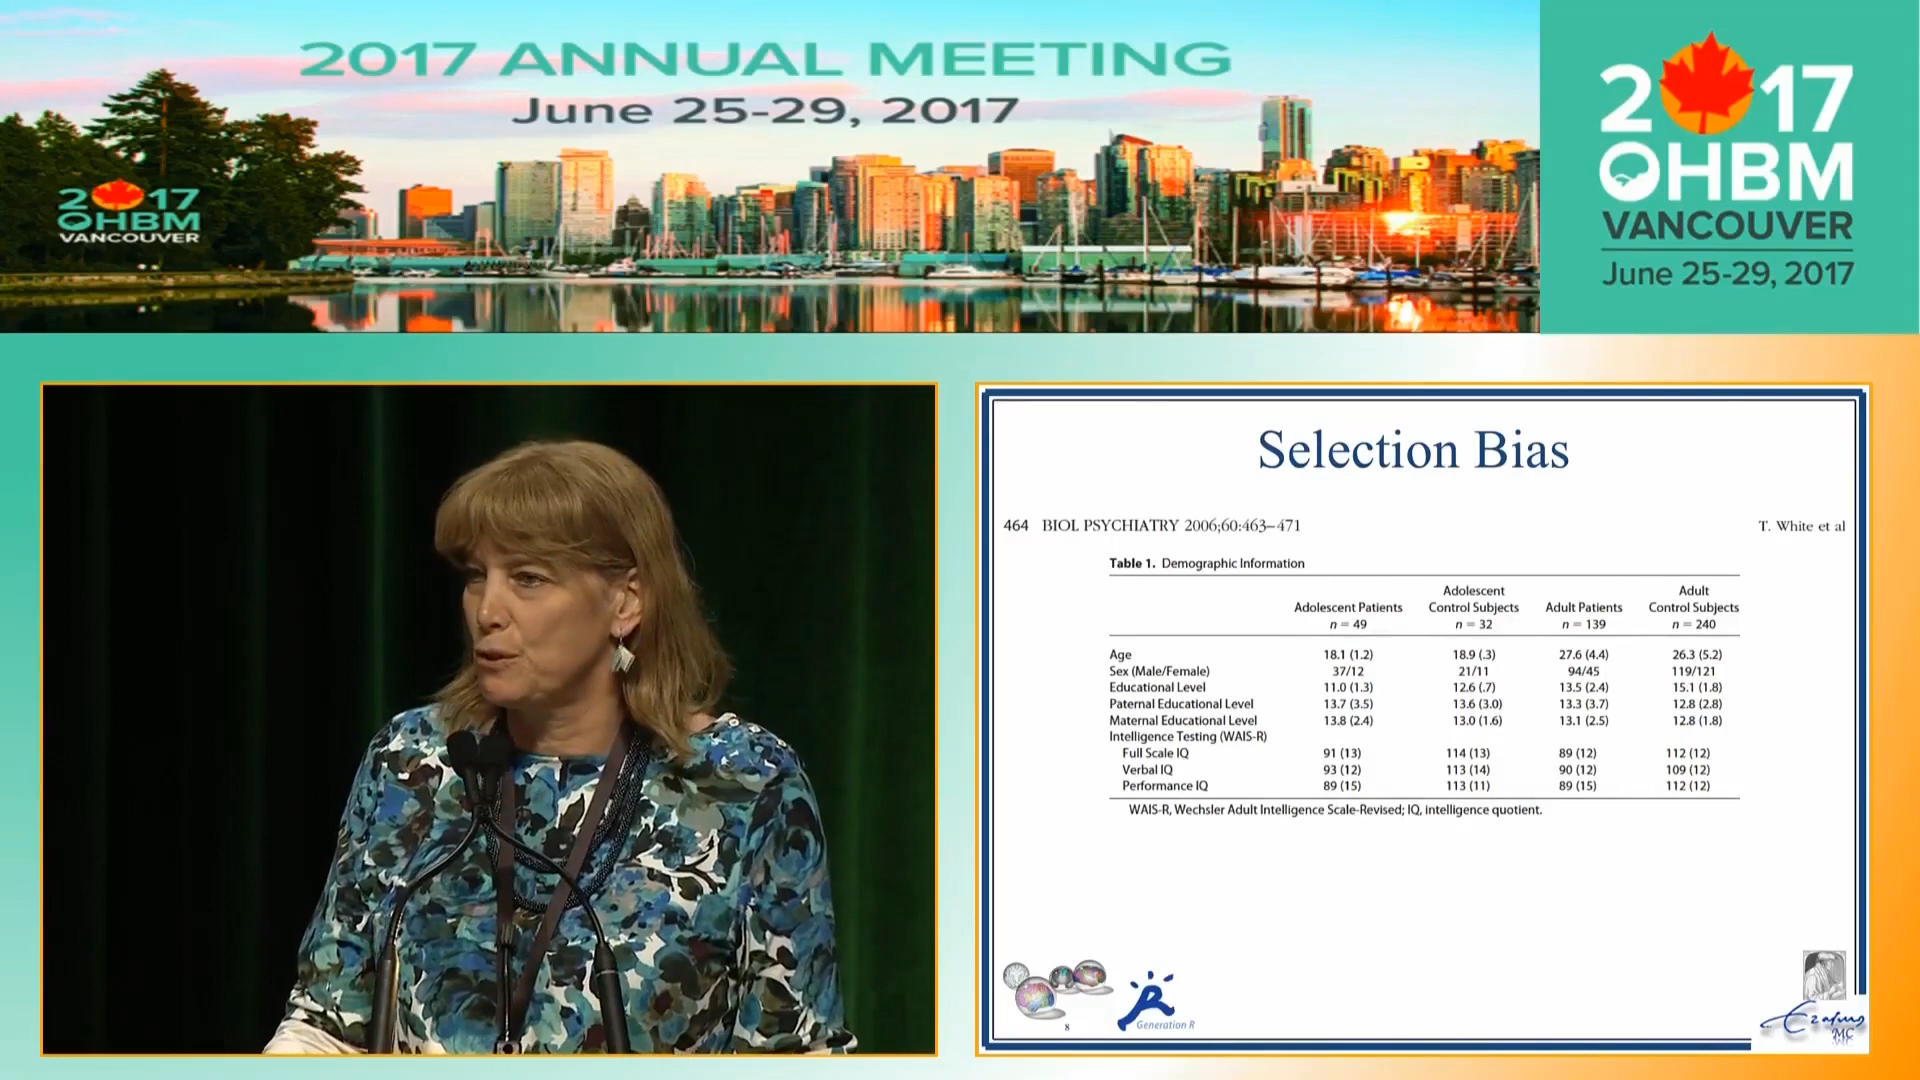 2017 ANNUAL MEETING
June 25-29, 2017
2017
OHBM
VANCOUVER
2017
OHBM
VANCOUVER
June 25-29, 2017
Selection Bias
464 BIOL PSYCHIATRY 2006;60:463–471 T. White et al
Table 1. Demographic Information
Adolescent Patients Adolescent Control Subjects Adult Patients Adult Control Subjects
n = 49 n = 32 n = 139 n = 240
Age 18.1 (1.2) 18.9 (.3) 27.6 (4.4) 26.3 (5.2)
Sex (Male/Female) 37/12 21/11 94/45 119/121
Educational Level 11.0 (1.3) 12.6 (.7) 13.5 (2.4) 15.1 (1.8)
Paternal Educational Level 13.7 (3.5) 13.6 (3.0) 13.3 (3.7) 12.8 (2.8)
Maternal Educational Level 13.8 (2.4) 13.0 (1.6) 13.1 (2.5) 12.8 (1.8)
Intelligence Testing (WAIS-R)
Full Scale IQ 91 (13) 114 (13) 89 (12) 112 (12)
Verbal IQ 93 (12) 113 (14) 90 (12) 109 (12)
Performance IQ 89 (15) 113 (11) 89 (15) 112 (12)
WAIS-R, Wechsler Adult Intelligence Scale-Revised; IQ, intelligence quotient.
8
Generation R
Erasmus
MC